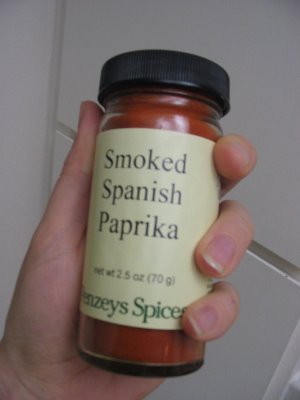 Smoked
Spanish
Paprika
net wt 2.5 oz (70 g)
enzeys Spices